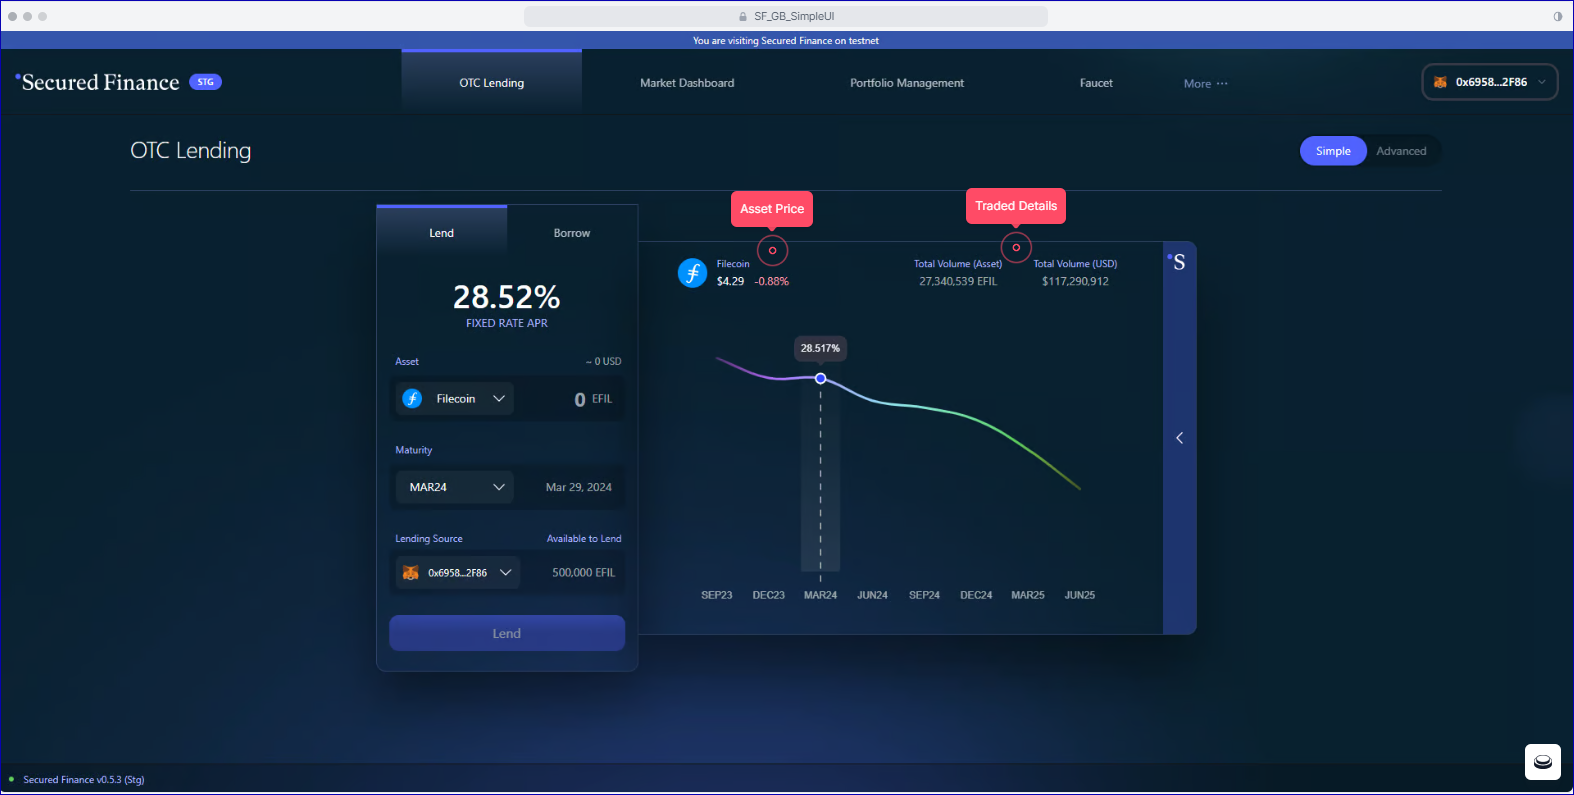 SF_GB_SimpleUI
You are visiting Secured Finance on testnet
Secured Finance STG
OTC Lending
Market Dashboard
Portfolio Management
Faucet
More ···
0x6958...2F86
OTC Lending
Simple
Advanced
Asset Price
Traded Details
Lend
Borrow
28.52%
FIXED RATE APR
Asset
~ 0 USD
Filecoin
0 EFIL
Maturity
MAR24
Mar 29, 2024
Lending Source
Available to Lend
0x6958...2F86
500,000 EFIL
Lend
Filecoin
$4.29 -0.88%
Total Volume (Asset)
27,340,539 EFIL
Total Volume (USD)
$117,290,912
S
28.517%
SEP23 DEC23 MAR24 JUN24 SEP24 DEC24 MAR25 JUN25
Secured Finance v0.5.3 (Stg)